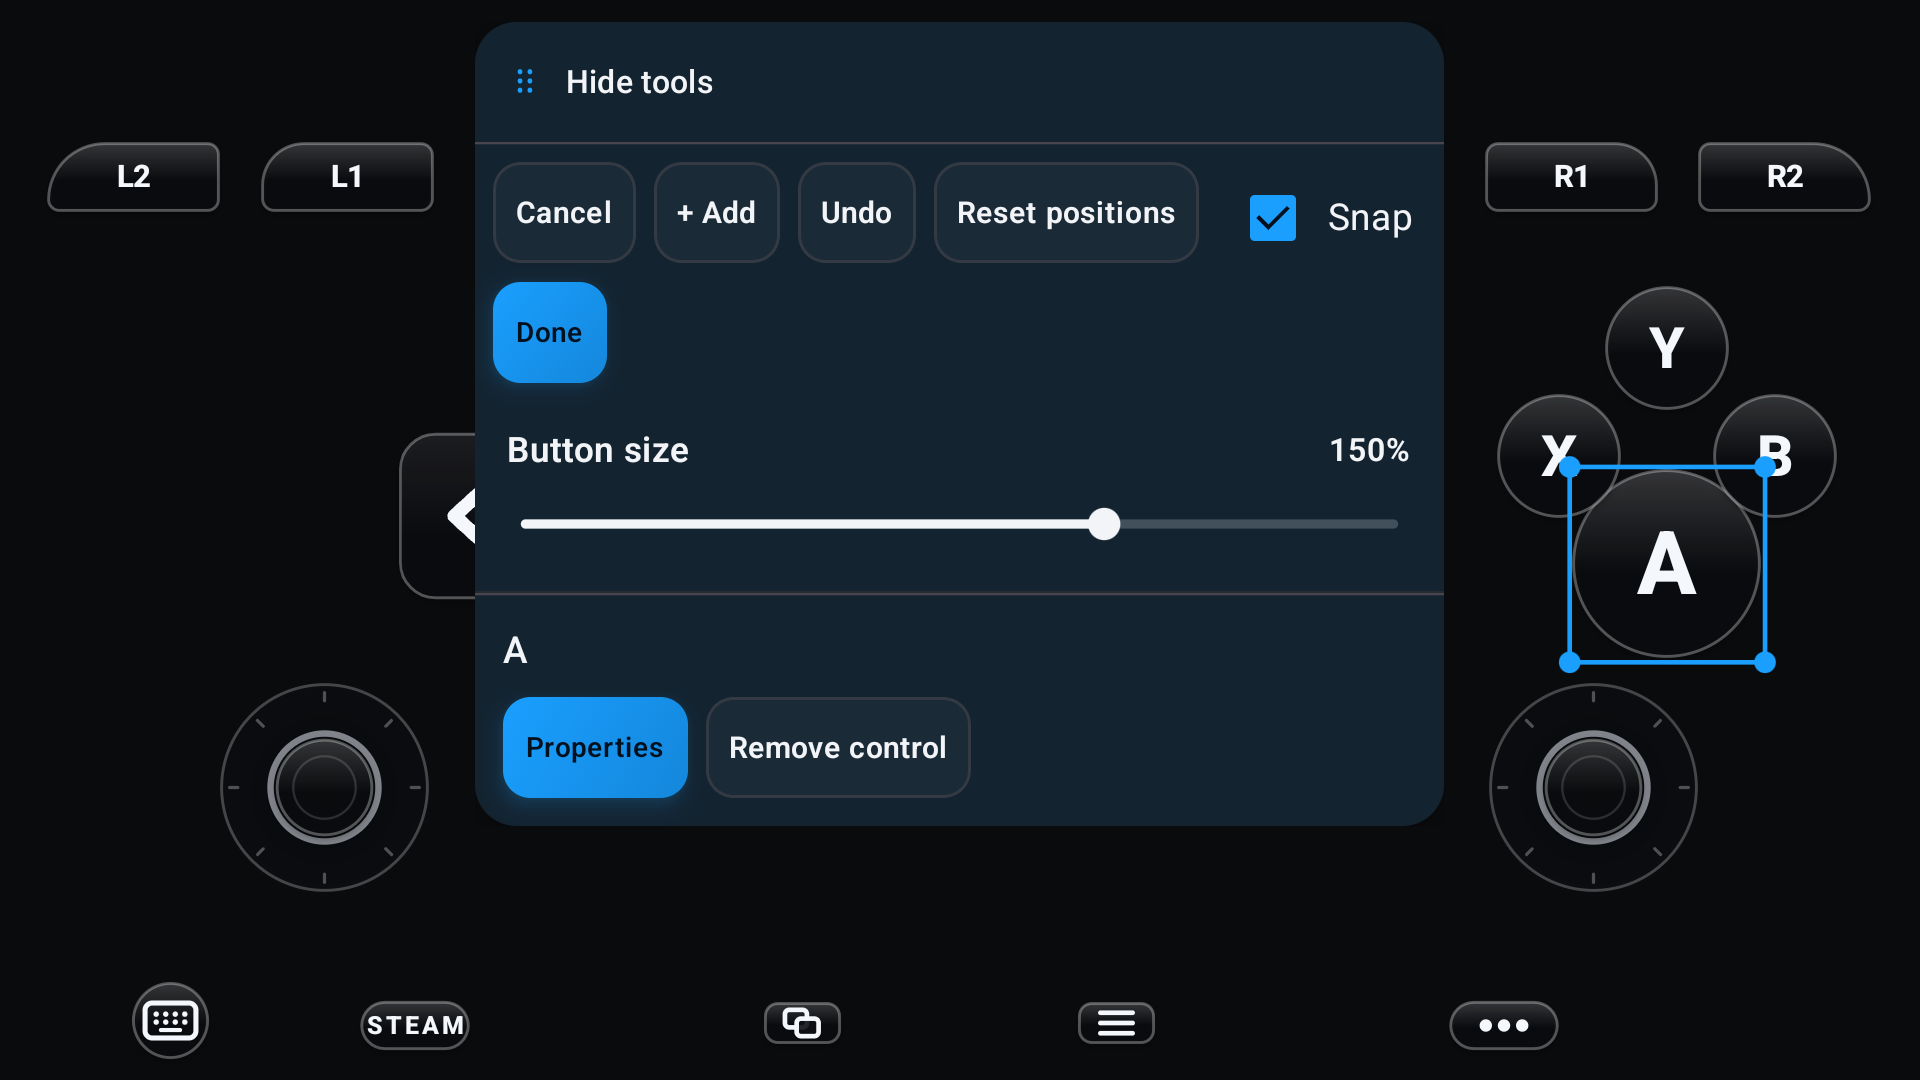 Hide tools
L2
L1
Cancel
+ Add
Undo
Reset positions
Snap
R1
R2
Done
Y
Button size
150%
X
B
A
A
Properties
Remove control
STEAM